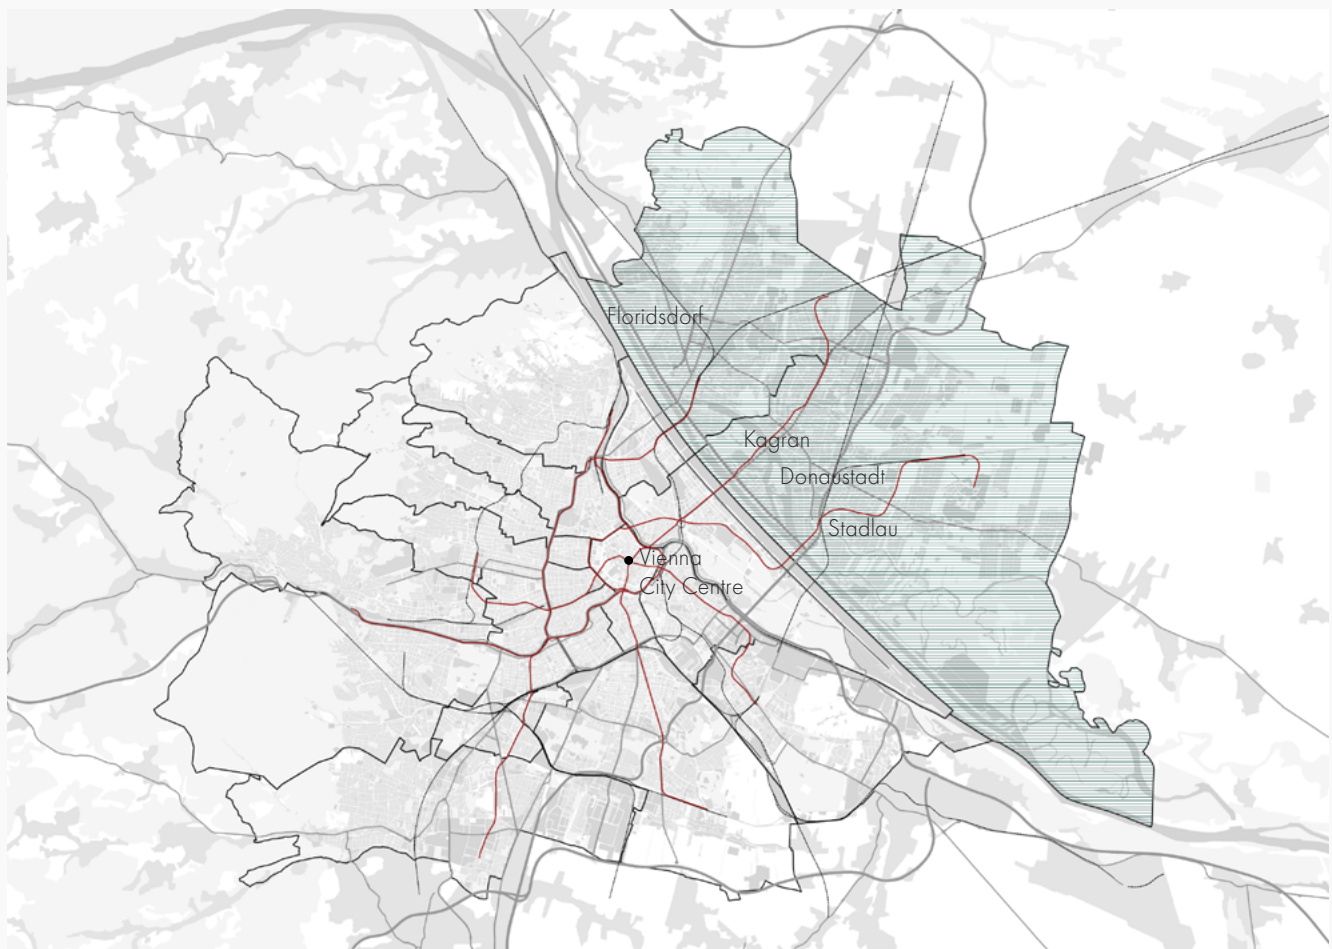 Floridsdorf
Kagran
Donaustadt
Stadlau
Vienna
City Centre